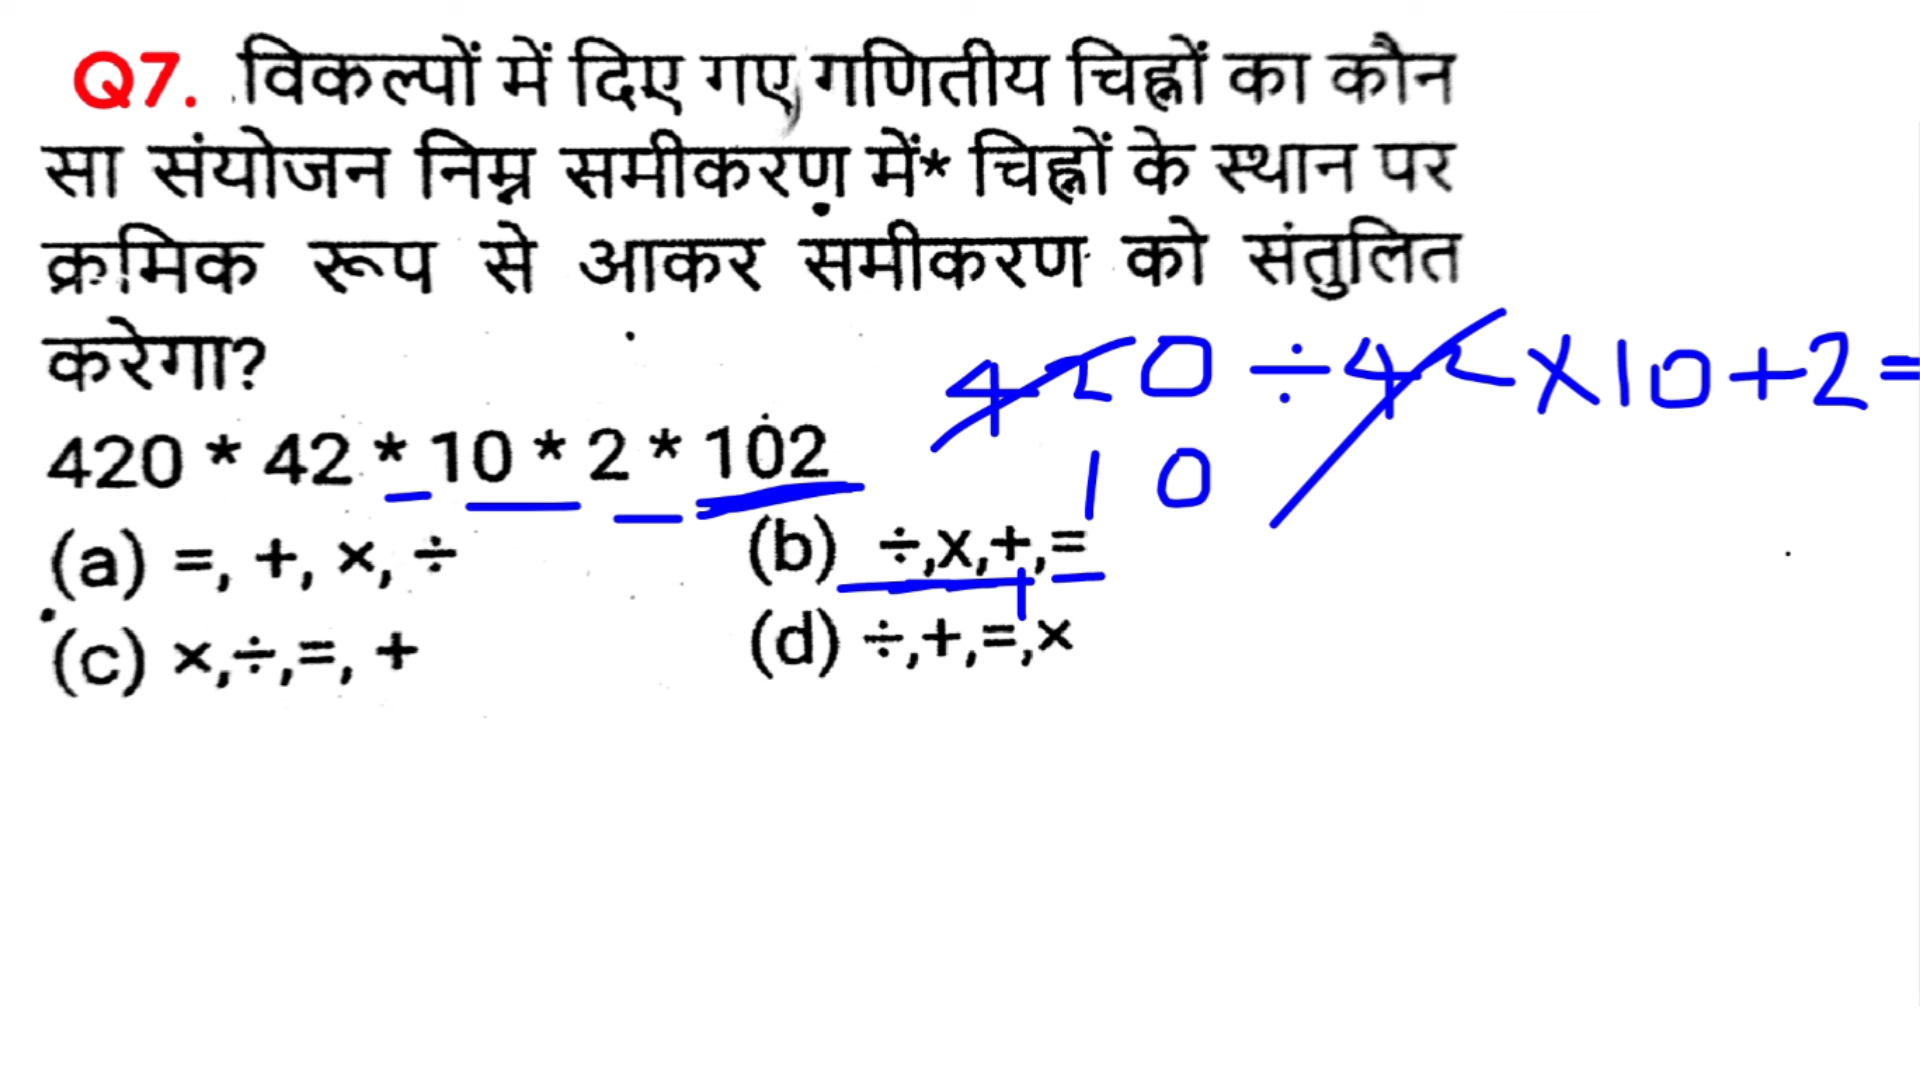 Q7. विकल्पों में दिए गए गणितीय चिह्नों का कौन
सा संयोजन निम्न समीकरण में* चिह्नों के स्थान पर
क्रमिक रूप से आकर समीकरण को संतुलित
करेगा?
420 * 42 * 10 * 2 * 102
(a) =, +, ×, ÷ (b) ÷,x,+,=
(c) ×,÷,=, + (d) ÷,+,=,×
420 ÷ 42 × 10 + 2 =
10